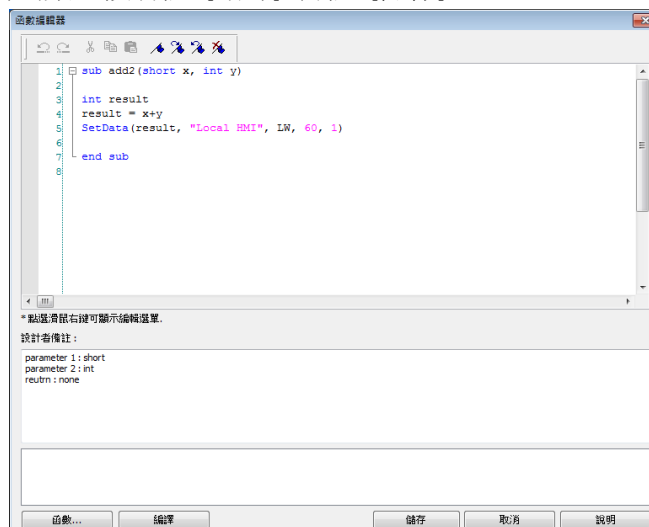 函數編輯器
1 sub add2(short x, int y)
2
3 int result
4 result = x+y
5 SetData(result, "Local HMI", LW, 60, 1)
6
7 end sub
8
* 點選滑鼠右鍵可顯示編輯選單.
設計者備註 :
parameter 1 : short
parameter 2 : int
reutrn : none
函數...
編譯
儲存
取消
說明